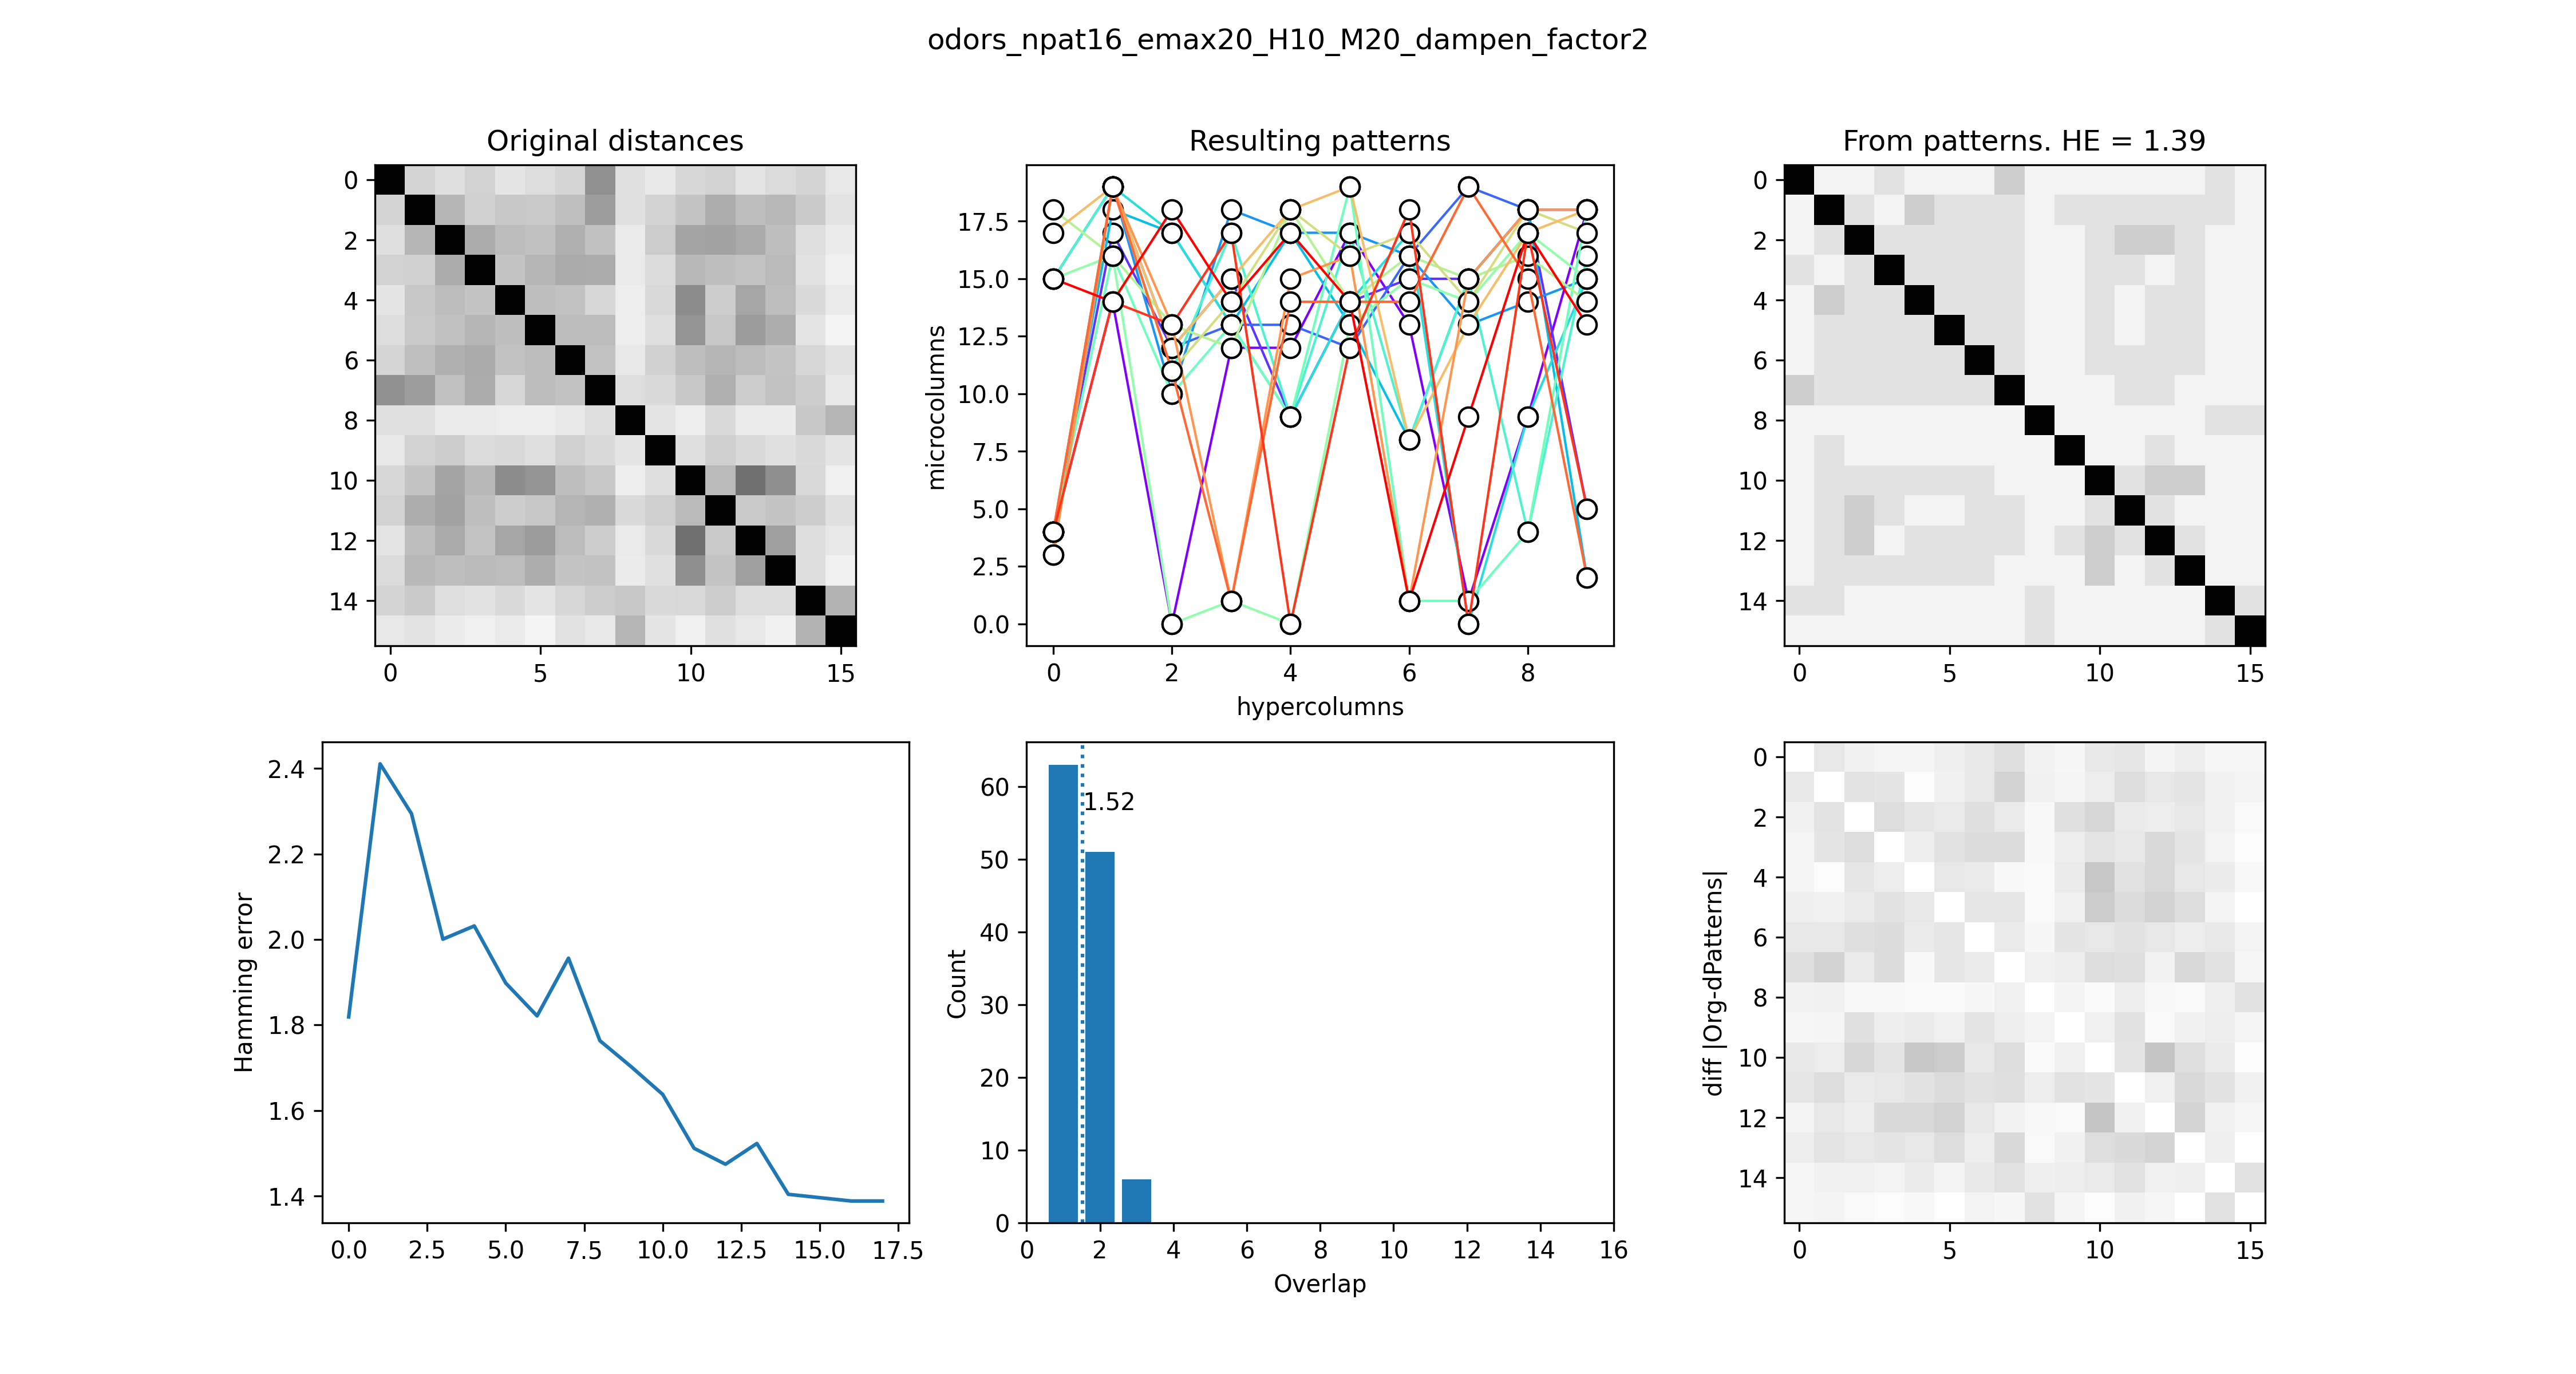 odors_npat16_emax20_H10_M20_dampen_factor2
Original distances
0
2
4
6
8
10
12
14
0 5 10 15
Resulting patterns
microcolumns
17.5
15.0
12.5
10.0
7.5
5.0
2.5
0.0
0 2 4 6 8
hypercolumns
From patterns. HE = 1.39
0
2
4
6
8
10
12
14
0 5 10 15
Hamming error
2.4
2.2
2.0
1.8
1.6
1.4
0.0 2.5 5.0 7.5 10.0 12.5 15.0 17.5
Count
60
50
40
30
20
10
0
1.52
0 2 4 6 8 10 12 14 16
Overlap
diff |Org-dPatterns|
0
2
4
6
8
10
12
14
0 5 10 15